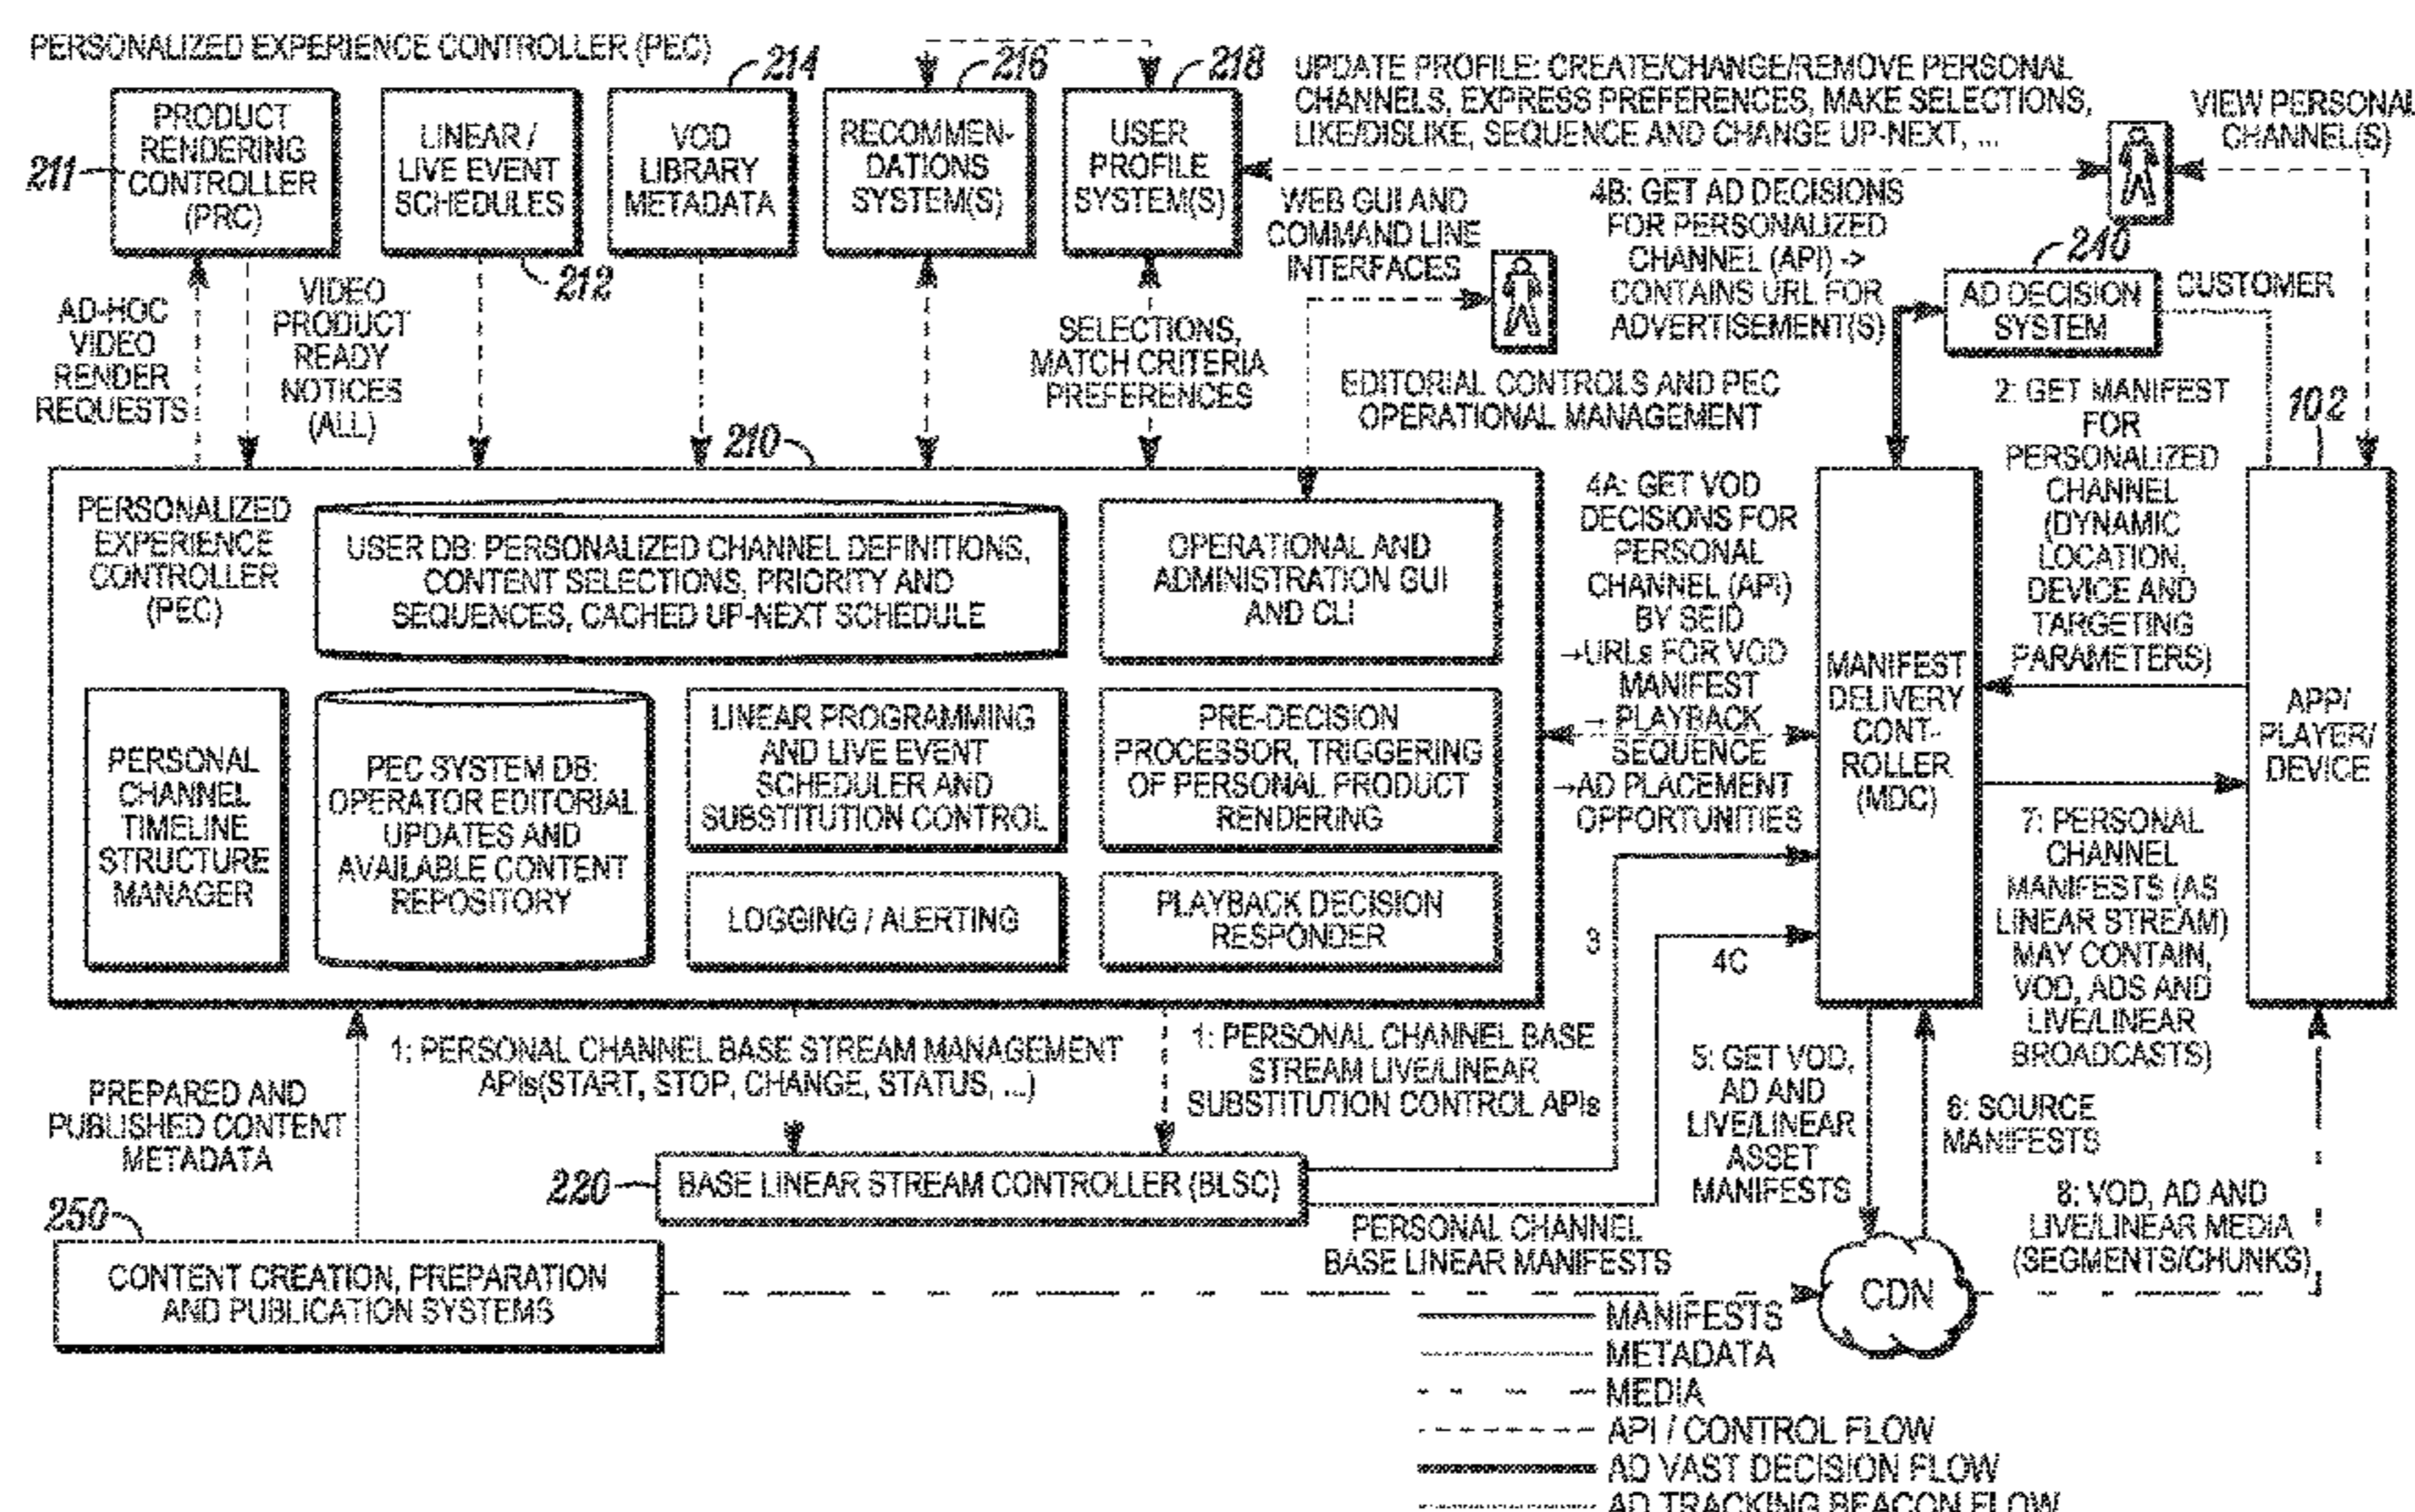 PERSONALIZED EXPERIENCE CONTROLLER (PEC)
211
PRODUCT
RENDERING
CONTROLLER
(PRC)
LINEAR /
LIVE EVENT
SCHEDULES
212
214
VOD
LIBRARY
METADATA
216
RECOMMEN-
DATIONS
SYSTEM(S)
218
USER
PROFILE
SYSTEM(S)
UPDATE PROFILE: CREATE/CHANGE/REMOVE PERSONAL
CHANNELS, EXPRESS PREFERENCES, MAKE SELECTIONS,
LIKE/DISLIKE, SEQUENCE AND CHANGE UP-NEXT, ...
VIEW PERSONAL
CHANNEL(S)
AD-HOC
VIDEO
RENDER
REQUESTS
VIDEO
PRODUCT
READY
NOTICES
(ALL)
SELECTIONS,
MATCH CRITERIA
PREFERENCES
WEB GUI AND
COMMAND LINE
INTERFACES
EDITORIAL CONTROLS AND PEC
OPERATIONAL MANAGEMENT
4B: GET AD DECISIONS
FOR PERSONALIZED
CHANNEL (API) ->
CONTAINS URL FOR
ADVERTISEMENT(S)
240
AD DECISION
SYSTEM
CUSTOMER
2: GET MANIFEST
FOR
PERSONALIZED
CHANNEL
(DYNAMIC
LOCATION,
DEVICE AND
TARGETING
PARAMETERS)
102
210
PERSONALIZED
EXPERIENCE
CONTROLLER
(PEC)
USER DB: PERSONALIZED CHANNEL DEFINITIONS,
CONTENT SELECTIONS, PRIORITY AND
SEQUENCES, CACHED UP-NEXT SCHEDULE
OPERATIONAL AND
ADMINISTRATION GUI
AND CLI
PERSONAL
CHANNEL
TIMELINE
STRUCTURE
MANAGER
PEC SYSTEM DB:
OPERATOR EDITORIAL
UPDATES AND
AVAILABLE CONTENT
REPOSITORY
LINEAR PROGRAMMING
AND LIVE EVENT
SCHEDULER AND
SUBSTITUTION CONTROL
LOGGING / ALERTING
PRE-DECISION
PROCESSOR, TRIGGERING
OF PERSONAL PRODUCT
RENDERING
PLAYBACK DECISION
RESPONDER
4A: GET VOD
DECISIONS FOR
PERSONAL
CHANNEL (API)
BY SEID
→URLs FOR VOD
MANIFEST
→ PLAYBACK
SEQUENCE
→AD PLACEMENT
OPPORTUNITIES
MANIFEST
DELIVERY
CONT-
ROLLER
(MDC)
APP/
PLAYER/
DEVICE
3
4C
7: PERSONAL
CHANNEL
MANIFESTS (AS
LINEAR STREAM)
MAY CONTAIN,
VOD, ADS AND
LIVE/LINEAR
BROADCASTS)
PREPARED AND
PUBLISHED CONTENT
METADATA
1: PERSONAL CHANNEL BASE STREAM MANAGEMENT
APIs(START, STOP, CHANGE, STATUS, ...)
1: PERSONAL CHANNEL BASE
STREAM LIVE/LINEAR
SUBSTITUTION CONTROL APIs
5: GET VOD,
AD AND
LIVE/LINEAR
ASSET
MANIFESTS
6: SOURCE
MANIFESTS
220
BASE LINEAR STREAM CONTROLLER (BLSC)
PERSONAL CHANNEL
BASE LINEAR MANIFESTS
8: VOD, AD AND
LIVE/LINEAR MEDIA
(SEGMENTS/CHUNKS)
250
CONTENT CREATION, PREPARATION
AND PUBLICATION SYSTEMS
CDN
MANIFESTS
METADATA
MEDIA
API / CONTROL FLOW
AD VAST DECISION FLOW
AD TRACKING BEACON FLOW